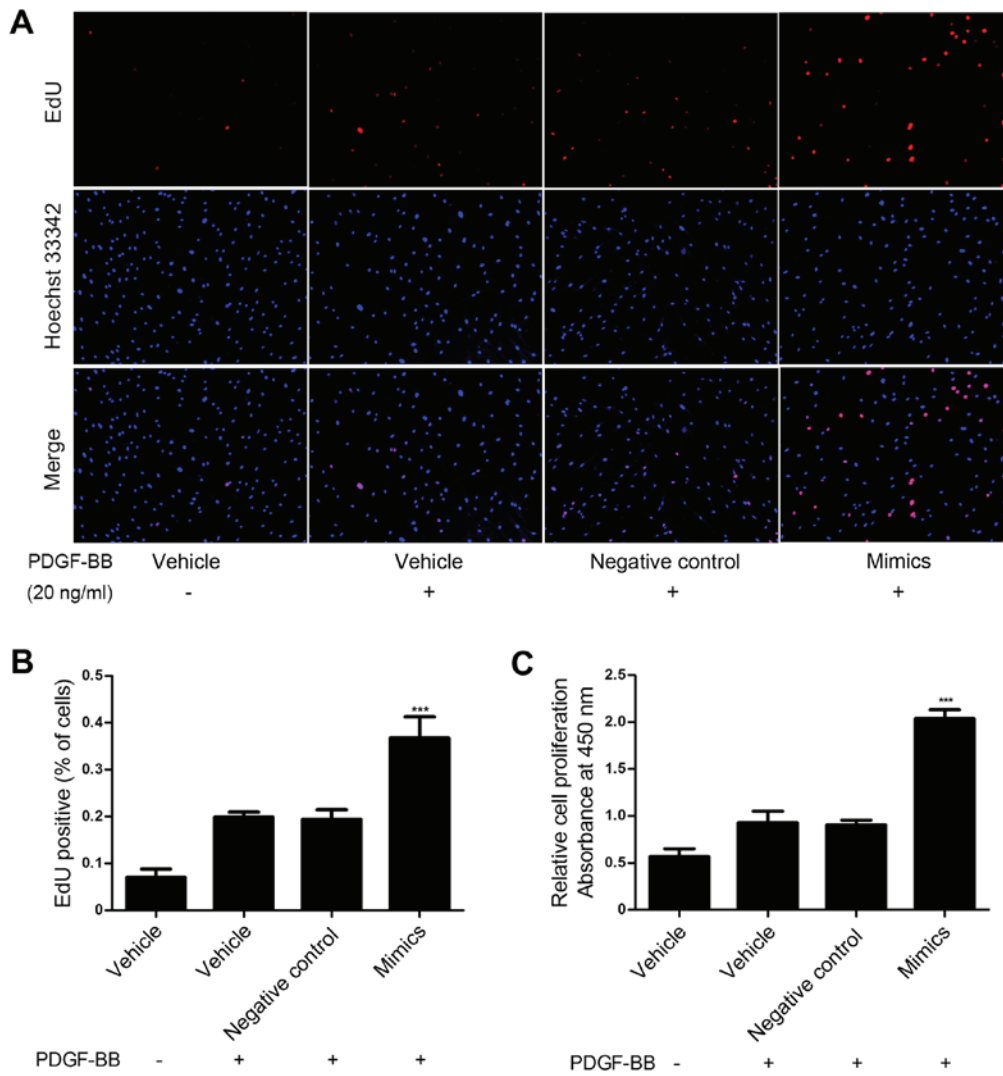 A
EdU
Hoechst 33342
Merge
PDGF-BB Vehicle Vehicle Negative control Mimics
(20 ng/ml) - + + +
B
EdU positive (% of cells)
0.5
0.4
0.3
0.2
0.1
0
***
Vehicle Vehicle Negative control Mimics
PDGF-BB - + + +
C
Relative cell proliferation
Absorbance at 450 nm
2.5
2.0
1.5
1.0
0.5
0
***
Vehicle Vehicle Negative control Mimics
PDGF-BB - + + +